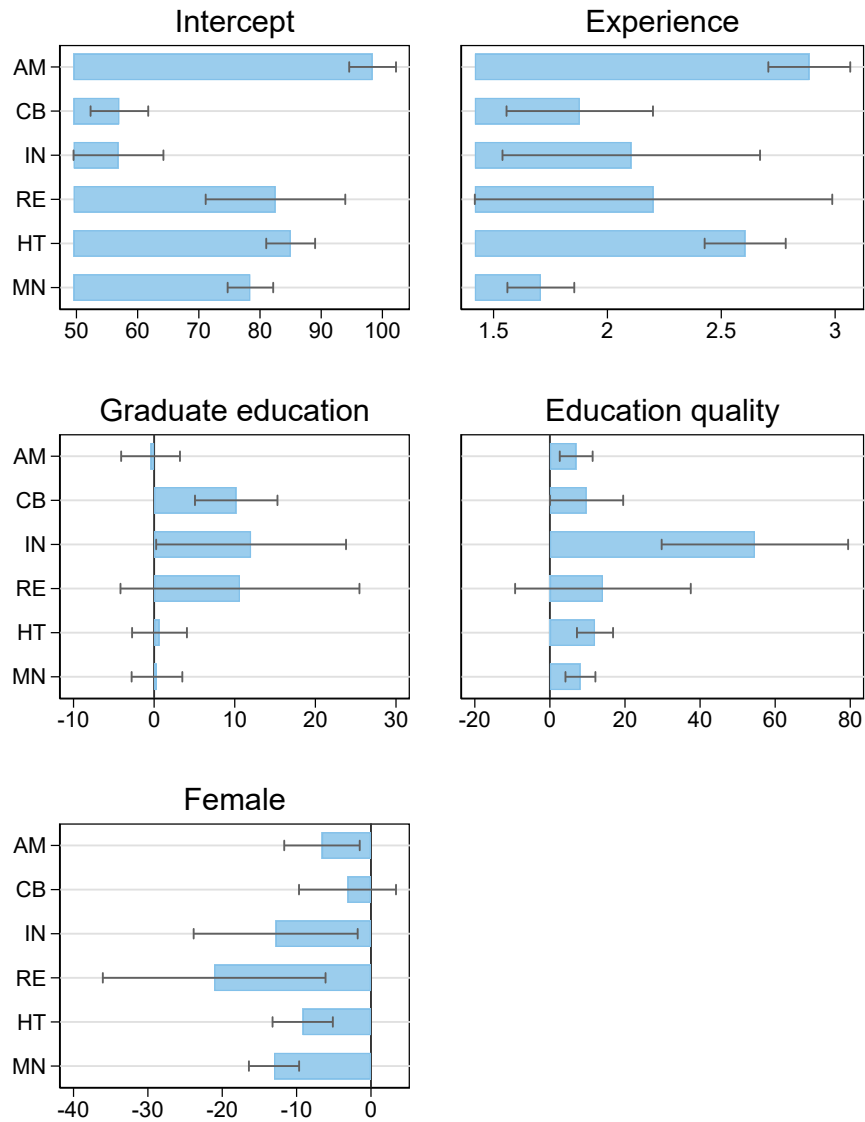 Intercept
AM
CB
IN
RE
HT
MN
50 60 70 80 90 100
Experience
1.5 2 2.5 3
Graduate education
AM
CB
IN
RE
HT
MN
-10 0 10 20 30
Education quality
-20 0 20 40 60 80
Female
AM
CB
IN
RE
HT
MN
-40 -30 -20 -10 0